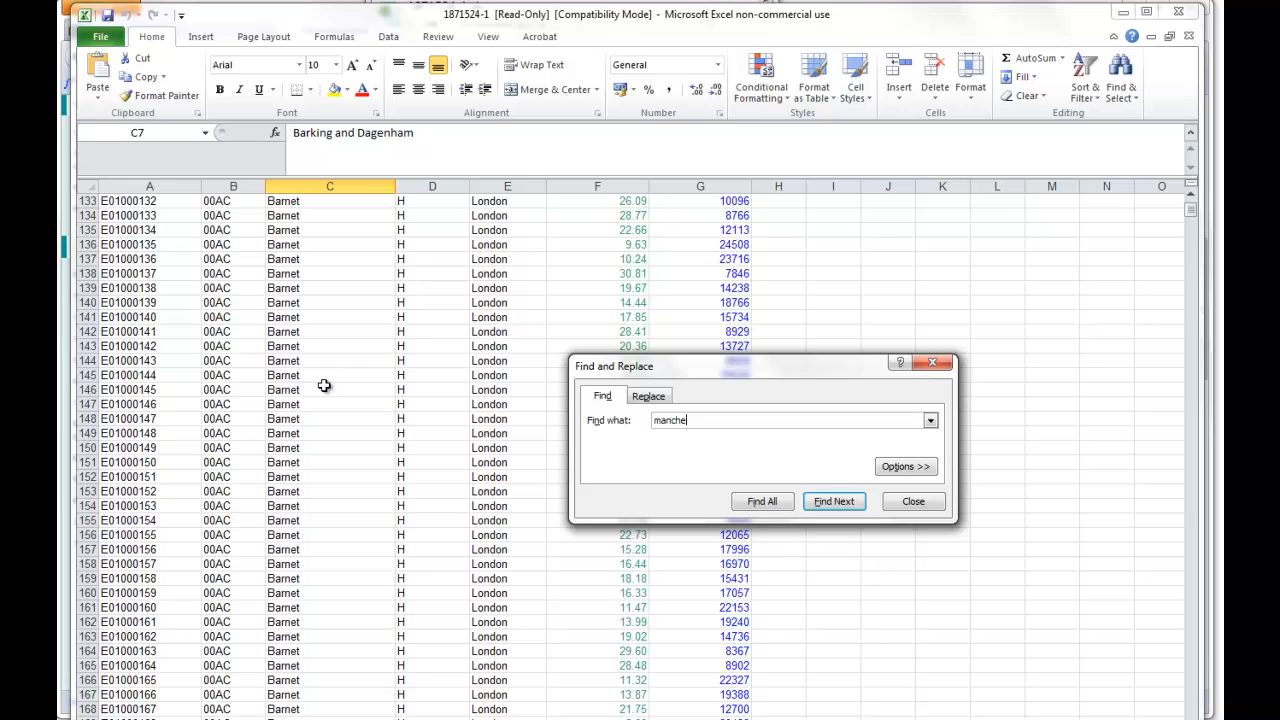 1871524-1 [Read-Only] [Compatibility Mode] - Microsoft Excel non-commercial use
File Home Insert Page Layout Formulas Data Review View Acrobat
Cut
Copy
Format Painter
Paste
Clipboard
Arial 10
B I U
Font
Wrap Text
Merge & Center
Alignment
General
% ,
Number
Conditional Formatting
Format as Table
Cell Styles
Styles
Insert Delete Format
Cells
Σ AutoSum
Fill
Clear
Sort & Filter
Find & Select
Editing
C7 fx Barking and Dagenham
A B C D E F G H I J K L M N O
133 E01000132 00AC Barnet H London 26.09 10096
134 E01000133 00AC Barnet H London 28.77 8766
135 E01000134 00AC Barnet H London 22.66 12113
136 E01000135 00AC Barnet H London 9.63 24508
137 E01000136 00AC Barnet H London 10.24 23716
138 E01000137 00AC Barnet H London 30.81 7846
139 E01000138 00AC Barnet H London 19.67 14238
140 E01000139 00AC Barnet H London 14.44 18766
141 E01000140 00AC Barnet H London 17.85 15734
142 E01000141 00AC Barnet H London 28.41 8929
143 E01000142 00AC Barnet H London 20.36 13727
144 E01000143 00AC Barnet H London
145 E01000144 00AC Barnet H London
146 E01000145 00AC Barnet H London
147 E01000146 00AC Barnet H London
148 E01000147 00AC Barnet H London
149 E01000148 00AC Barnet H London
150 E01000149 00AC Barnet H London
151 E01000150 00AC Barnet H London
152 E01000151 00AC Barnet H London
153 E01000152 00AC Barnet H London
154 E01000153 00AC Barnet H London
155 E01000154 00AC Barnet H London
156 E01000155 00AC Barnet H London 22.73 12065
157 E01000156 00AC Barnet H London 15.28 17996
158 E01000157 00AC Barnet H London 16.44 16970
159 E01000158 00AC Barnet H London 18.18 15431
160 E01000159 00AC Barnet H London 16.33 17057
161 E01000160 00AC Barnet H London 11.47 22153
162 E01000161 00AC Barnet H London 13.99 19240
163 E01000162 00AC Barnet H London 19.02 14736
164 E01000163 00AC Barnet H London 29.60 8367
165 E01000164 00AC Barnet H London 28.48 8902
166 E01000165 00AC Barnet H London 11.32 22327
167 E01000166 00AC Barnet H London 13.87 19388
168 E01000167 00AC Barnet H London 21.75 12700
Find and Replace
Find Replace
Find what: manche
Options >>
Find All Find Next Close